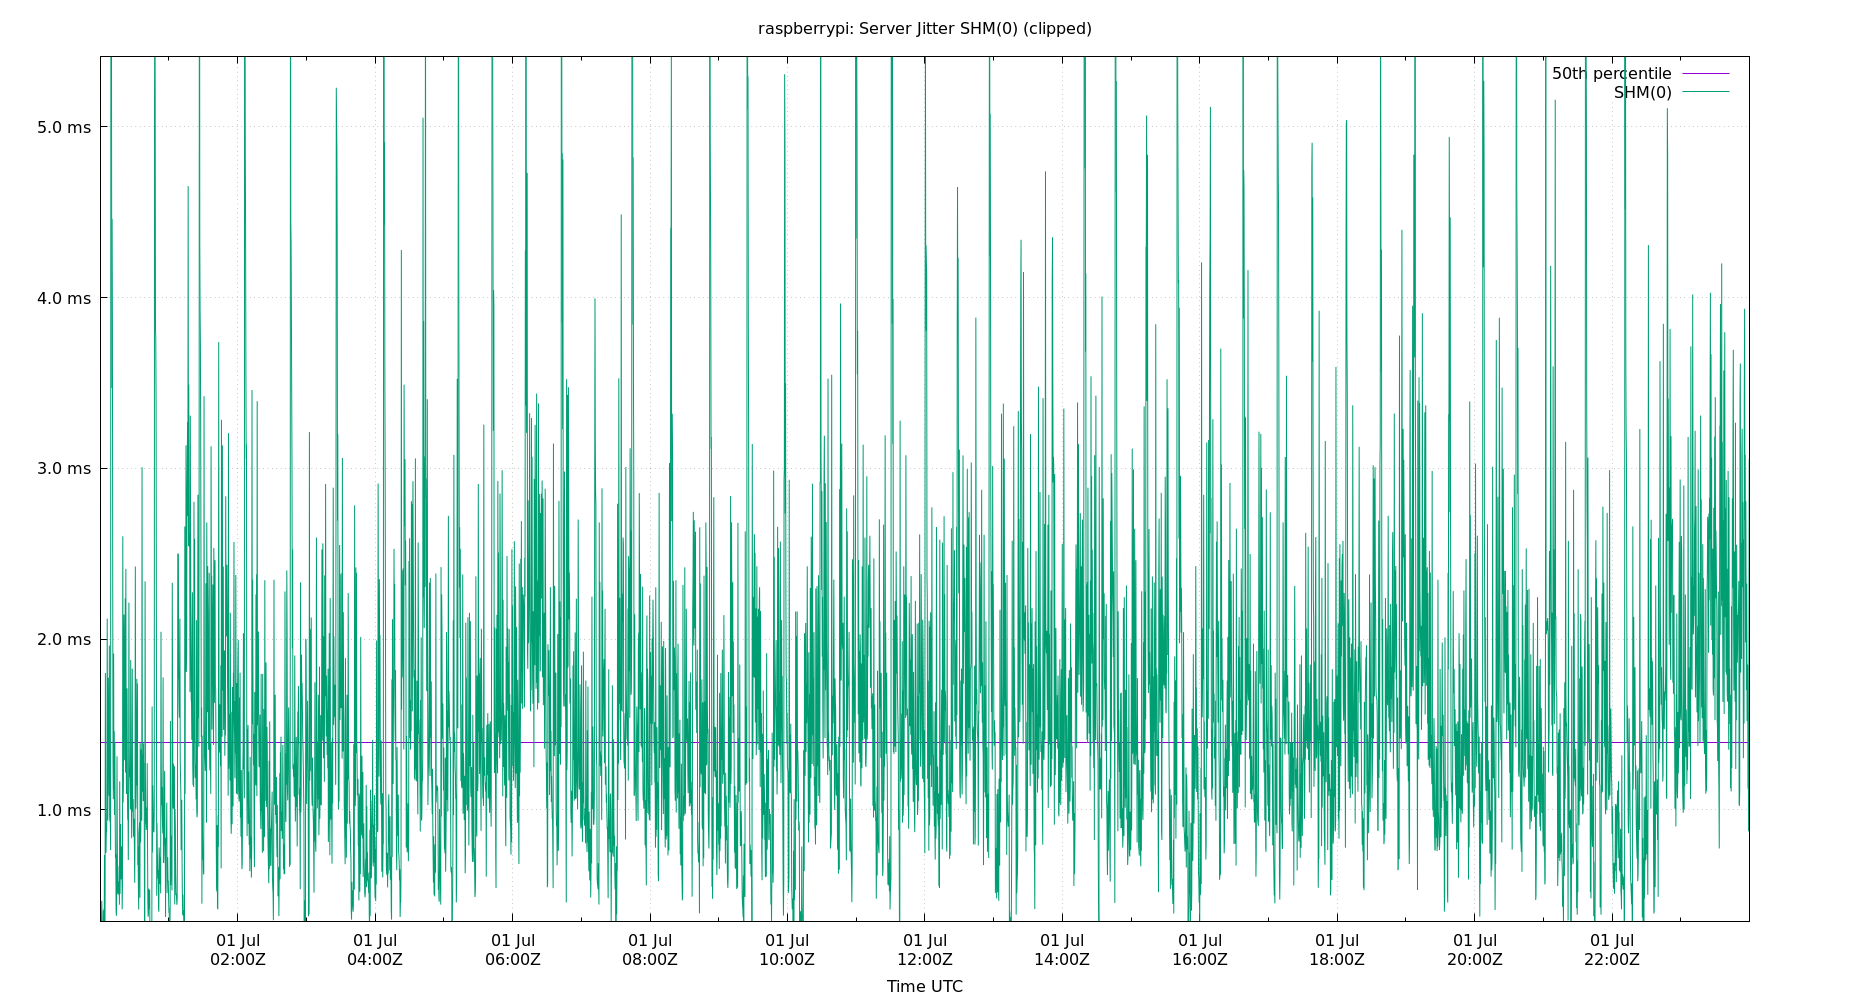 raspberrypi: Server Jitter SHM(0) (clipped)
50th percentile
SHM(0)
5.0 ms
4.0 ms
3.0 ms
2.0 ms
1.0 ms
01 Jul 01 Jul 01 Jul 01 Jul 01 Jul 01 Jul 01 Jul 01 Jul 01 Jul 01 Jul 01 Jul
02:00Z 04:00Z 06:00Z 08:00Z 10:00Z 12:00Z 14:00Z 16:00Z 18:00Z 20:00Z 22:00Z
Time UTC